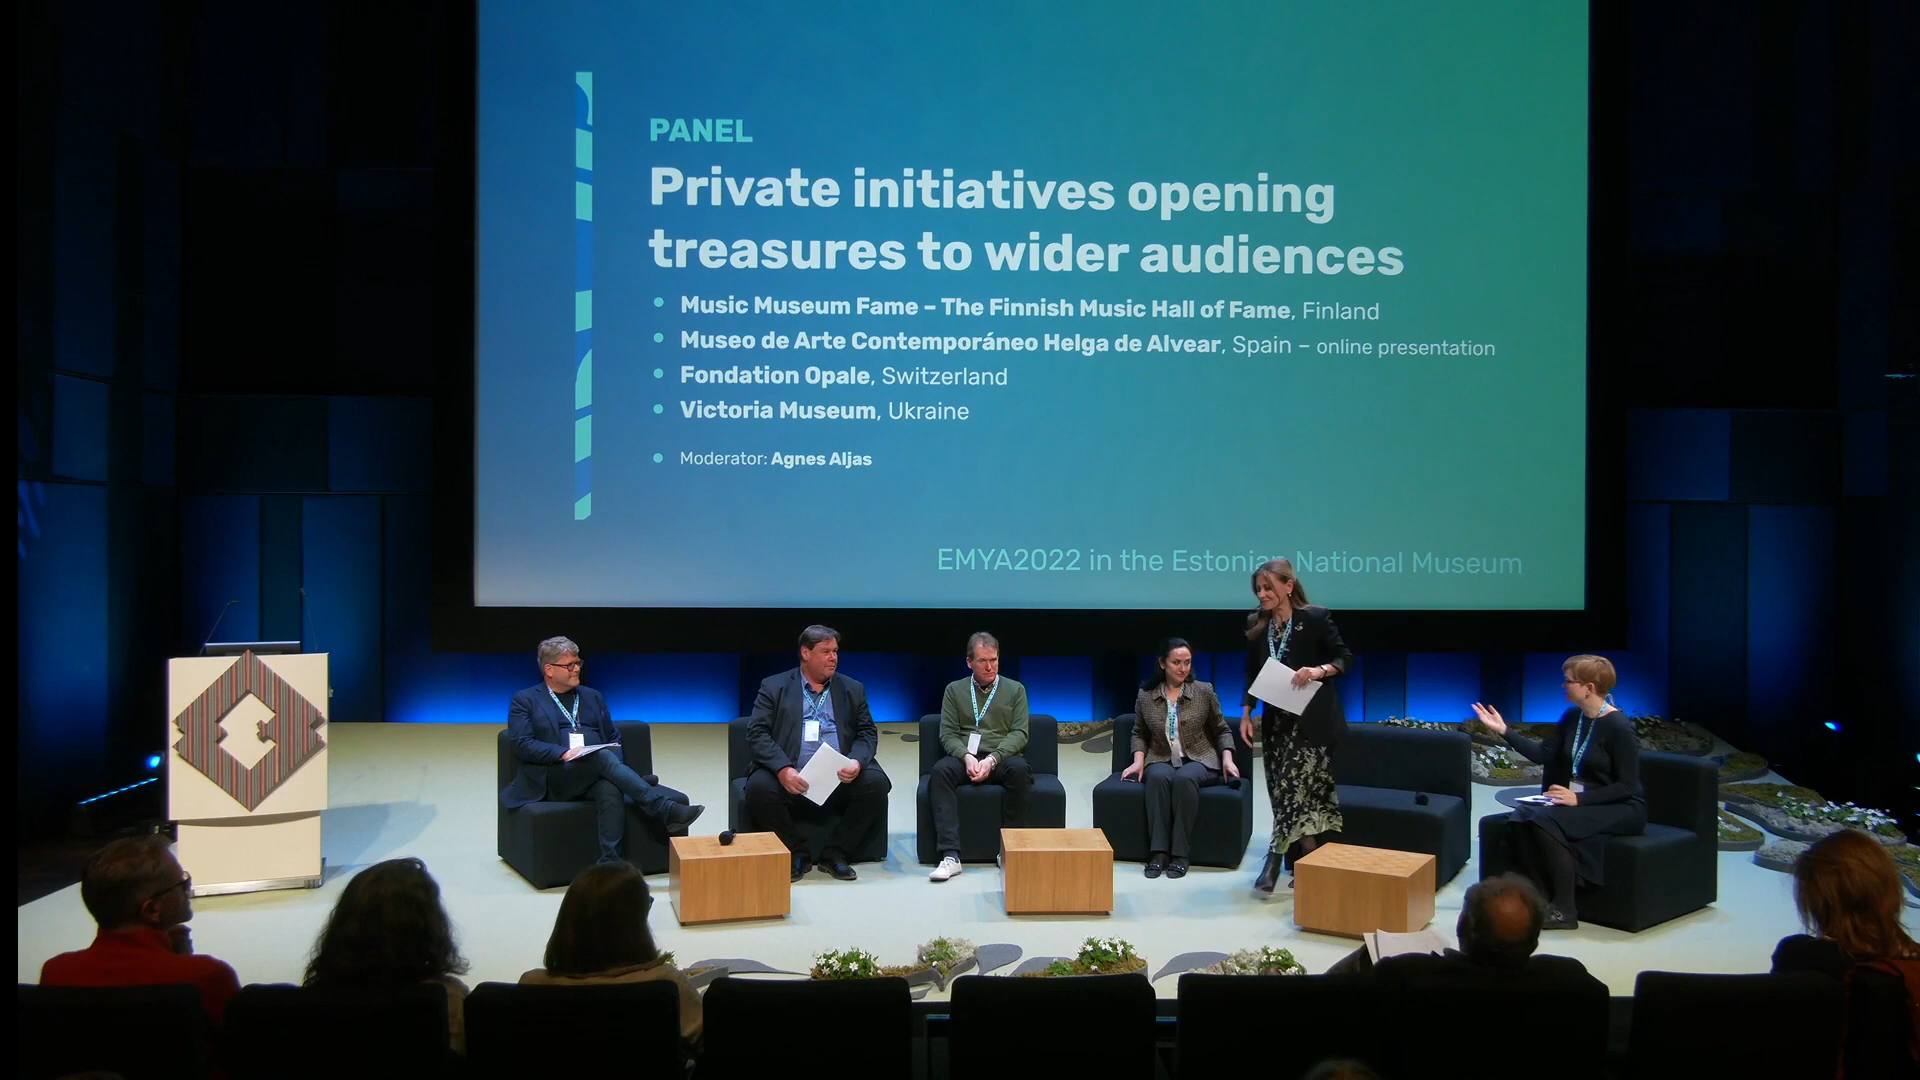 PANEL
Private initiatives opening
treasures to wider audiences
Music Museum Fame – The Finnish Music Hall of Fame, Finland
Museo de Arte Contemporáneo Helga de Alvear, Spain – online presentation
Fondation Opale, Switzerland
Victoria Museum, Ukraine
Moderator: Agnes Aljas
EMYA2022 in the Estonian National Museum